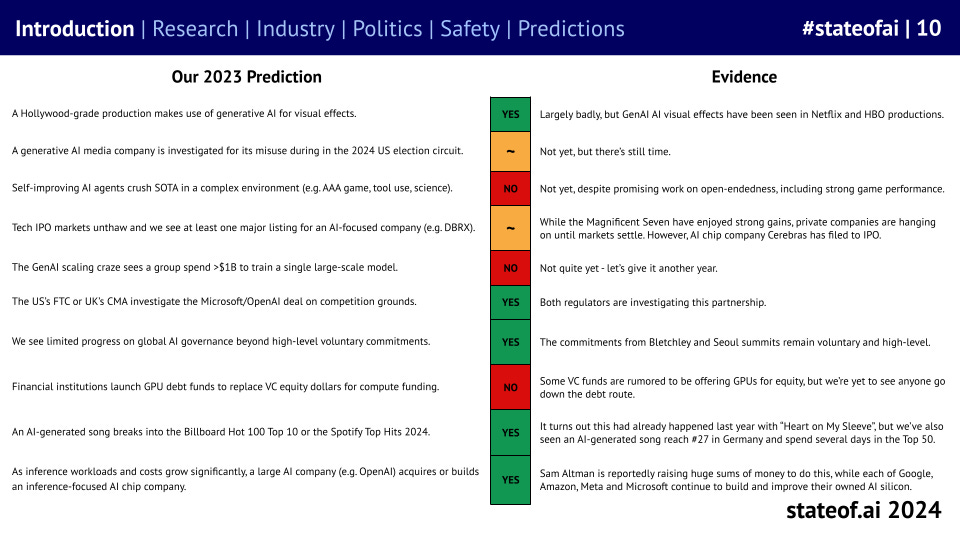 Introduction | Research | Industry | Politics | Safety | Predictions
#stateofai | 10
Our 2023 Prediction
Evidence
A Hollywood-grade production makes use of generative AI for visual effects.
YES
Largely badly, but GenAI AI visual effects have been seen in Netflix and HBO productions.
A generative AI media company is investigated for its misuse during in the 2024 US election circuit.
~
Not yet, but there's still time.
Self-improving AI agents crush SOTA in a complex environment (e.g. AAA game, tool use, science).
NO
Not yet, despite promising work on open-endedness, including strong game performance.
Tech IPO markets unthaw and we see at least one major listing for an AI-focused company (e.g. DBRX).
~
While the Magnificent Seven have enjoyed strong gains, private companies are hanging
on until markets settle. However, AI chip company Cerebras has filed to IPO.
The GenAI scaling craze sees a group spend >$1B to train a single large-scale model.
NO
Not quite yet - let's give it another year.
The US's FTC or UK's CMA investigate the Microsoft/OpenAI deal on competition grounds.
YES
Both regulators are investigating this partnership.
We see limited progress on global AI governance beyond high-level voluntary commitments.
YES
The commitments from Bletchley and Seoul summits remain voluntary and high-level.
Financial institutions launch GPU debt funds to replace VC equity dollars for compute funding.
NO
Some VC funds are rumored to be offering GPUs for equity, but we're yet to see anyone go
down the debt route.
An AI-generated song breaks into the Billboard Hot 100 Top 10 or the Spotify Top Hits 2024.
YES
It turns out this had already happened last year with "Heart on My Sleeve", but we've also
seen an AI-generated song reach #27 in Germany and spend several days in the Top 50.
As inference workloads and costs grow significantly, a large AI company (e.g. OpenAI) acquires or builds
an inference-focused AI chip company.
YES
Sam Altman is reportedly raising huge sums of money to do this, while each of Google,
Amazon, Meta and Microsoft continue to build and improve their owned AI silicon.
stateof.ai 2024